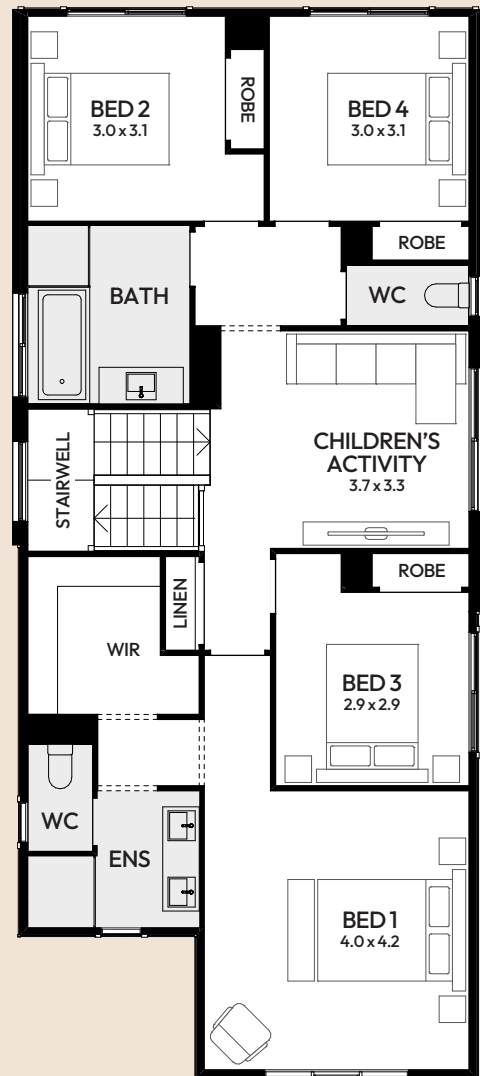 BED 2
3.0 x 3.1
ROBE
BED 4
3.0 x 3.1
ROBE
BATH
WC
CHILDREN'S
ACTIVITY
3.7 x 3.3
STAIRWELL
LINEN
ROBE
WIR
BED 3
2.9 x 2.9
WC
ENS
BED 1
4.0 x 4.2